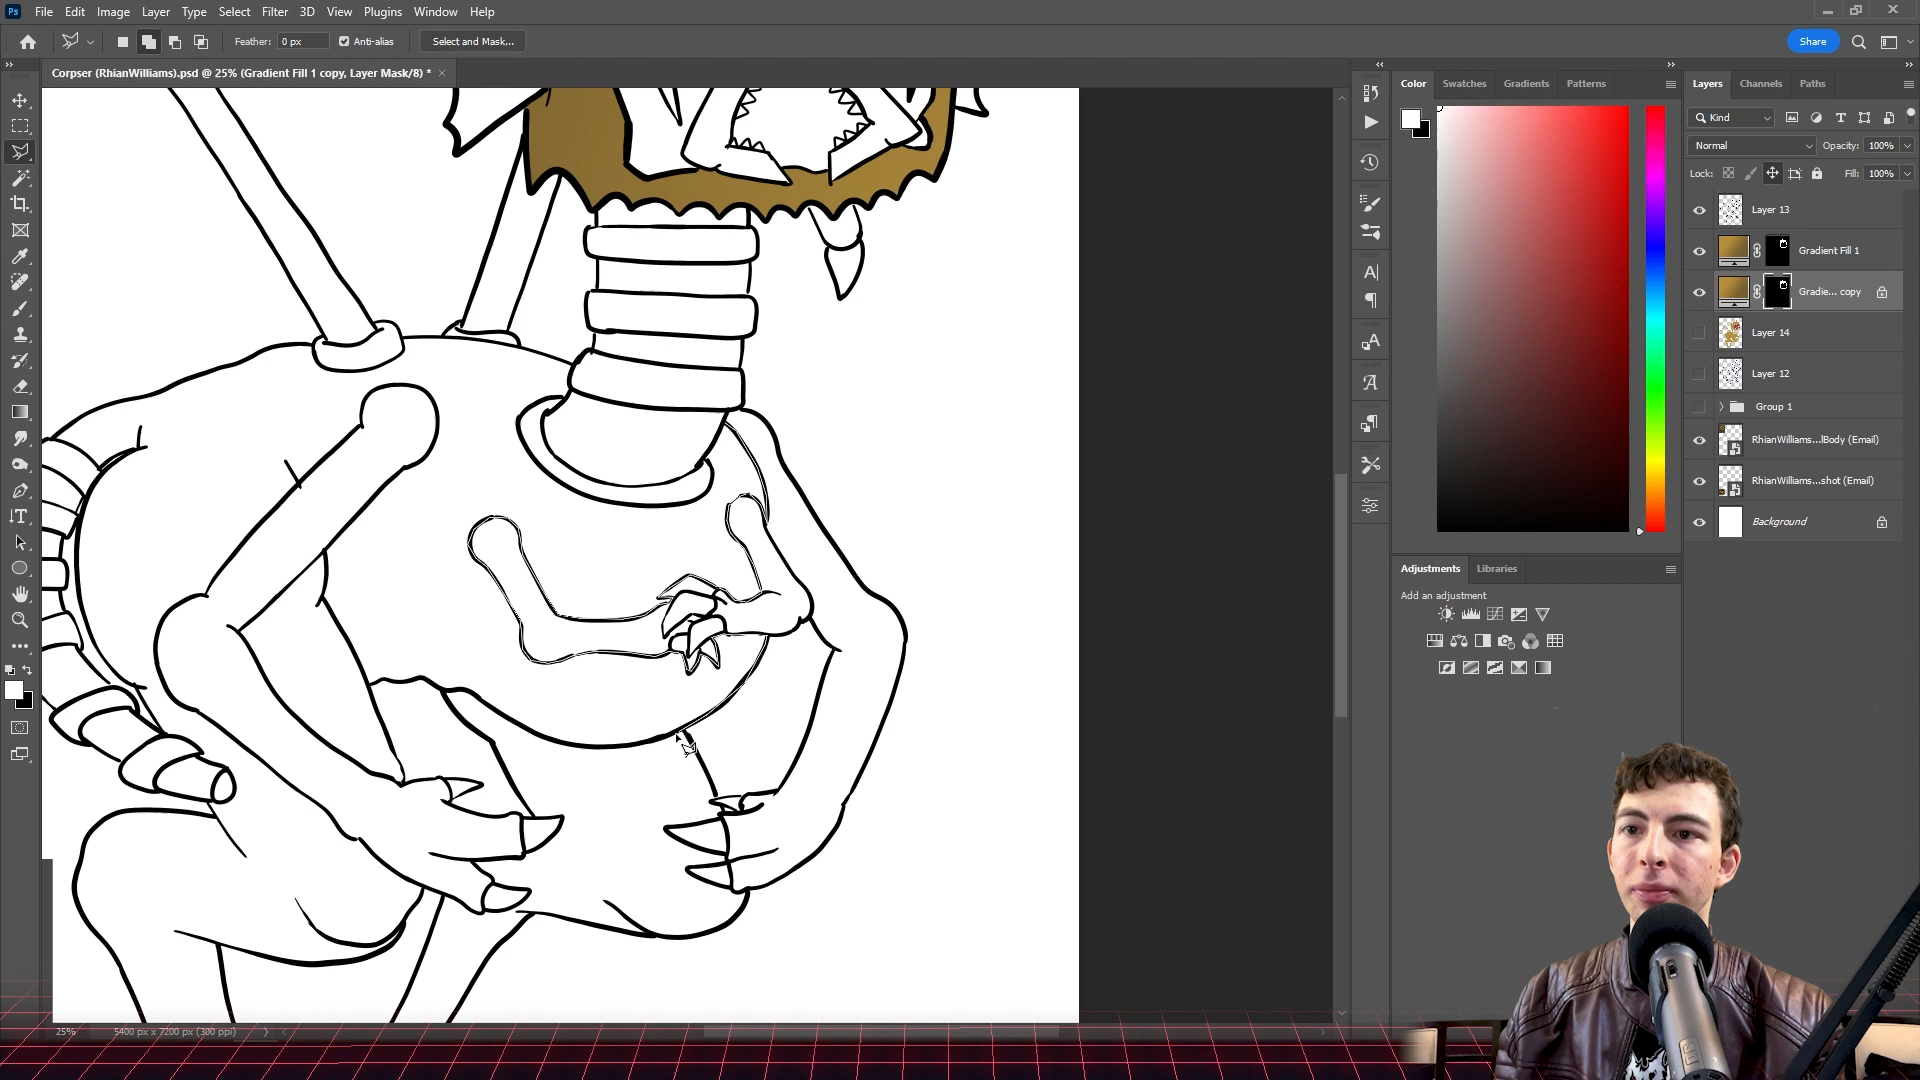 Ps File Edit Image Layer Type Select Filter 3D View Plugins Window Help
Feather: 0 px Anti-alias Select and Mask... Share
Corpser (RhianWilliams).psd @ 25% (Gradient Fill 1 copy, Layer Mask/8) * ×
Color Swatches Gradients Patterns
Layers Channels Paths
Kind
Normal Opacity: 100%
Lock: Fill: 100%
Layer 13
Gradient Fill 1
Gradie... copy
Layer 14
Layer 12
Group 1
RhianWilliams...lBody (Email)
RhianWilliams...shot (Email)
Background
Adjustments Libraries
Add an adjustment
25% 5400 px x 7200 px (300 ppi)